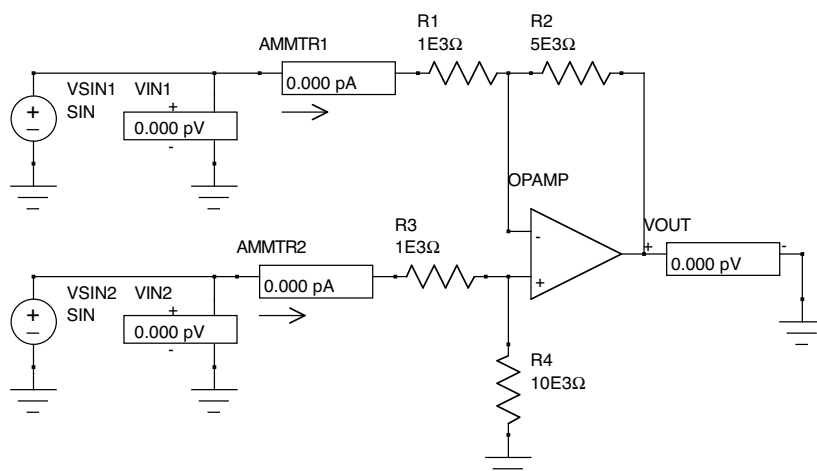 R1
1E3Ω
R2
5E3Ω
AMMTR1
0.000 pA
VSIN1
SIN
+
−
VIN1
+
0.000 pV
-
OPAMP
-
+
R3
1E3Ω
AMMTR2
0.000 pA
VOUT
+
0.000 pV
-
VSIN2
SIN
+
−
VIN2
+
0.000 pV
-
R4
10E3Ω